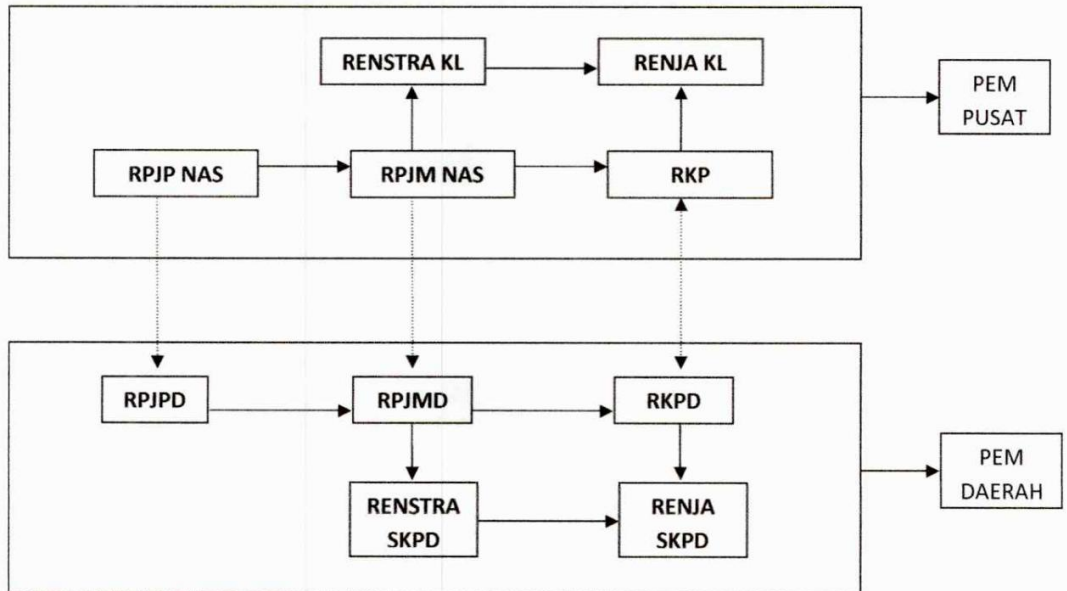 RENSTRA KL
RENJA KL
PEM
PUSAT
RPJP NAS
RPJM NAS
RKP
RPJPD
RPJMD
RKPD
PEM
DAERAH
RENSTRA
SKPD
RENJA
SKPD